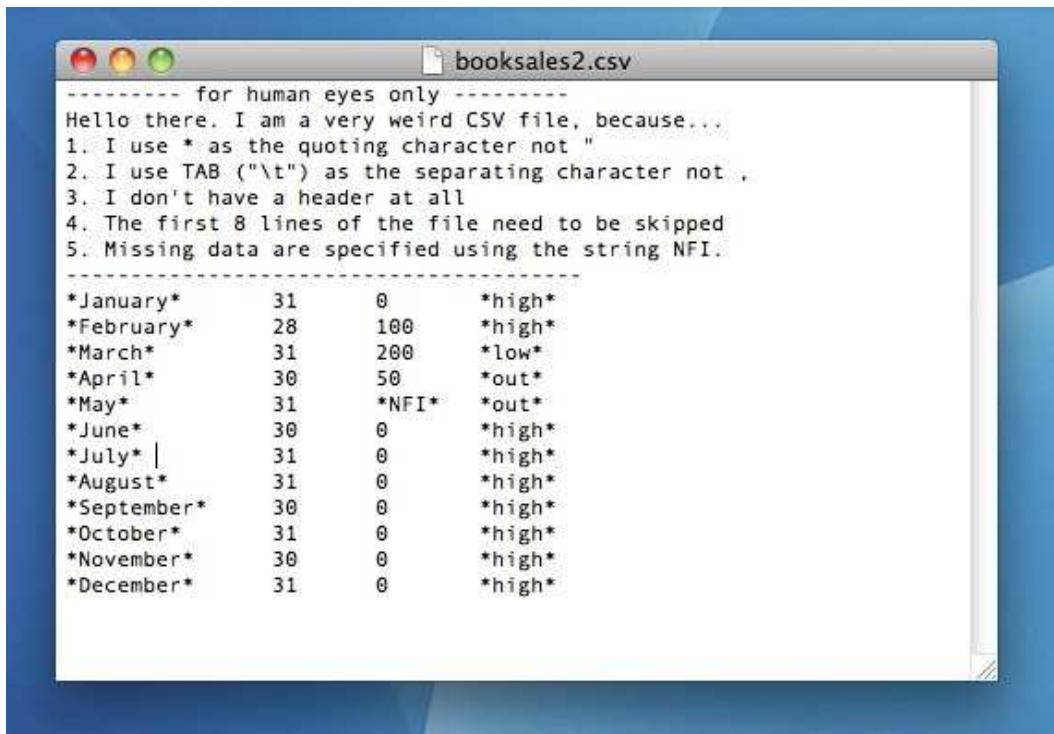 booksales2.csv
--------- for human eyes only ---------
Hello there. I am a very weird CSV file, because...
1. I use * as the quoting character not "
2. I use TAB ("\t") as the separating character not ,
3. I don't have a header at all
4. The first 8 lines of the file need to be skipped
5. Missing data are specified using the string NFI.
----------------------------------------
*January* 31 0 *high*
*February* 28 100 *high*
*March* 31 200 *low*
*April* 30 50 *out*
*May* 31 *NFI* *out*
*June* 30 0 *high*
*July* 31 0 *high*
*August* 31 0 *high*
*September* 30 0 *high*
*October* 31 0 *high*
*November* 30 0 *high*
*December* 31 0 *high*